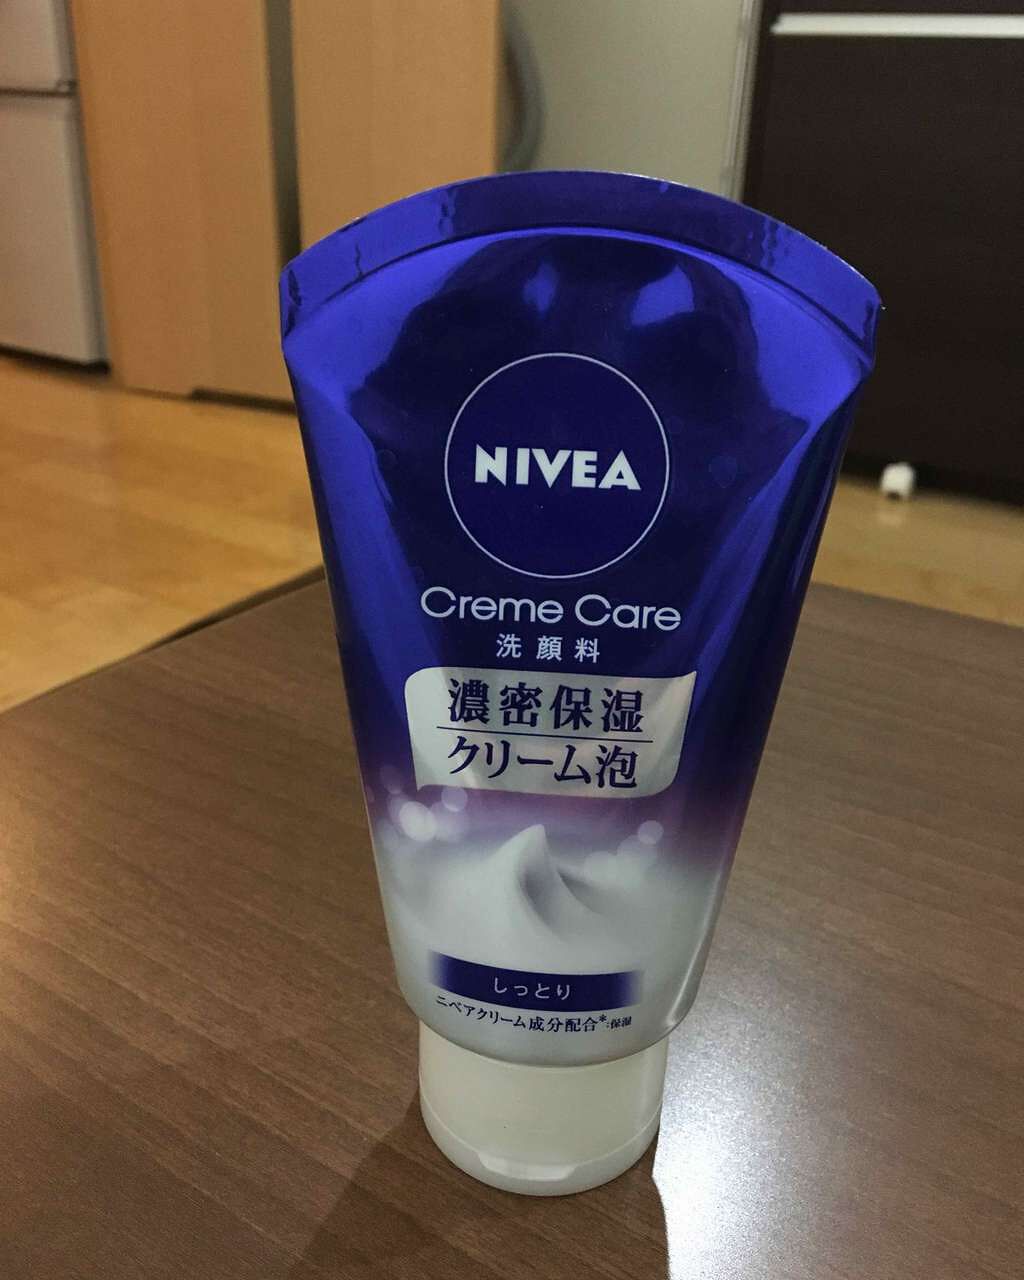 NIVEA
Creme Care
洗顔料
濃密保湿
クリーム泡
しっとり
ニベアクリーム成分配合*:保湿